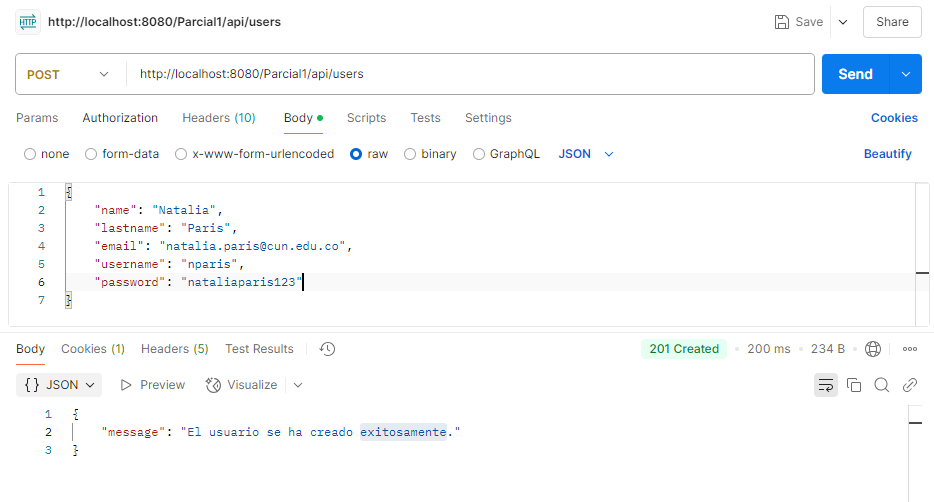 HTTP http://localhost:8080/Parcial1/api/users Save Share
POST http://localhost:8080/Parcial1/api/users Send
Params Authorization Headers (10) Body Scripts Tests Settings Cookies
none form-data x-www-form-urlencoded raw binary GraphQL JSON Beautify
1 {
2 "name": "Natalia",
3 "lastname": "Paris",
4 "email": "natalia.paris@cun.edu.co",
5 "username": "nparis",
6 "password": "nataliaparis123"
7 }
Body Cookies (1) Headers (5) Test Results 201 Created • 200 ms • 234 B •
{} JSON Preview Visualize
1 {
2 "message": "El usuario se ha creado exitosamente."
3 }